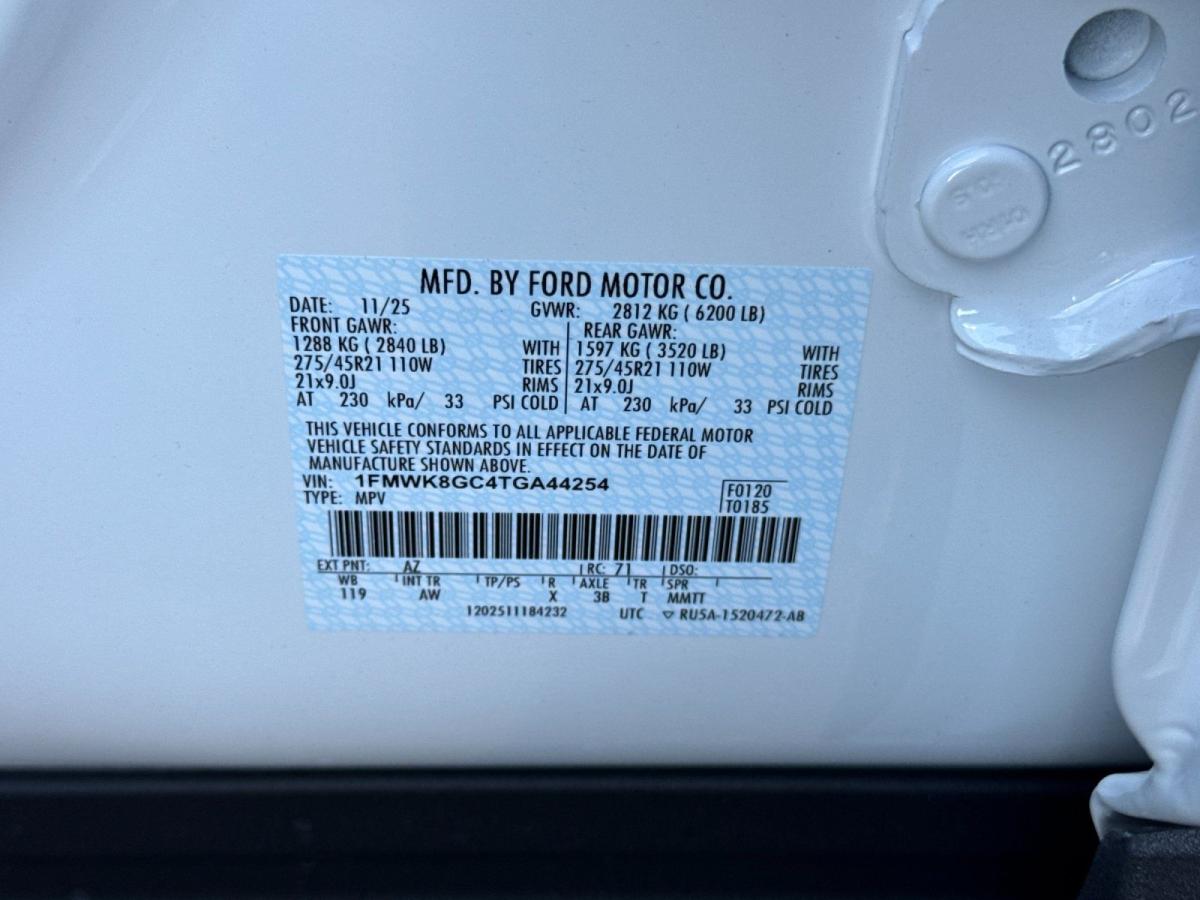 2802
MFD. BY FORD MOTOR CO.
DATE: 11/25 GVWR: 2812 KG ( 6200 LB)
FRONT GAWR: REAR GAWR:
1288 KG ( 2840 LB) WITH 1597 KG ( 3520 LB) WITH
275/45R21 110W TIRES 275/45R21 110W TIRES
21x9.0J RIMS 21x9.0J RIMS
AT 230 kPa/ 33 PSI COLD AT 230 kPa/ 33 PSI COLD
THIS VEHICLE CONFORMS TO ALL APPLICABLE FEDERAL MOTOR
VEHICLE SAFETY STANDARDS IN EFFECT ON THE DATE OF
MANUFACTURE SHOWN ABOVE.
VIN: 1FMWK8GC4TGA44254
TYPE: MPV
F0120
T0185
EXT PNT: AZ RC: 71 DSO:
WB INT TR TP/PS R AXLE TR SPR
119 AW X 3B T MMTT
1202511184232 UTC ▽ RU5A-1520472-AB